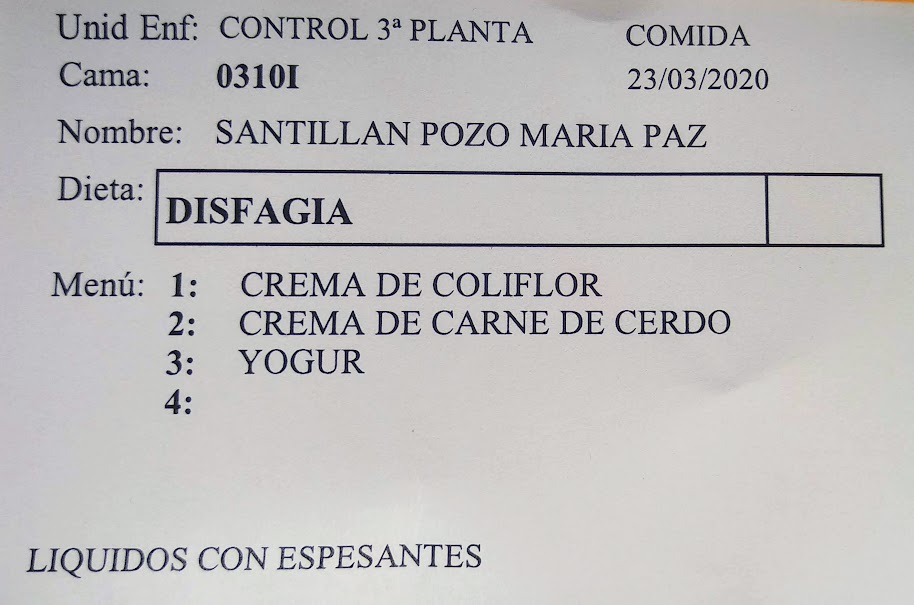 Unid Enf: CONTROL 3ª PLANTA COMIDA
Cama: 0310I 23/03/2020
Nombre: SANTILLAN POZO MARIA PAZ
Dieta: DISFAGIA
Menú: 1: CREMA DE COLIFLOR
2: CREMA DE CARNE DE CERDO
3: YOGUR
4:
LIQUIDOS CON ESPESANTES